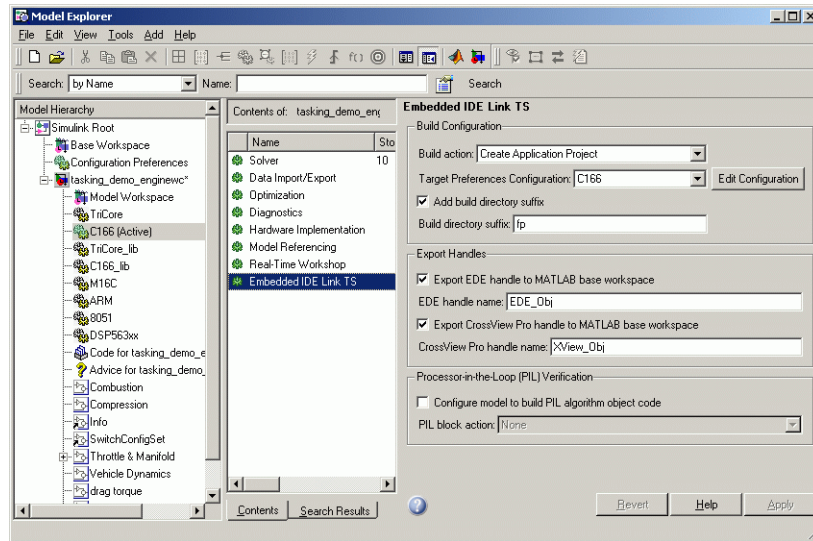 Model Explorer
File Edit View Tools Add Help
Search: by Name Name: Search
Model Hierarchy
Simulink Root
Base Workspace
Configuration Preferences
tasking_demo_enginewc*
Model Workspace
TriCore
C166 (Active)
TriCore_lib
C166_lib
M16C
ARM
8051
DSP563xx
Code for tasking_demo_e
Advice for tasking_demo_
Combustion
Compression
Info
SwitchConfigSet
Throttle & Manifold
Vehicle Dynamics
drag torque
Contents of: tasking_demo_eng
Name Sto
Solver 10
Data Import/Export
Optimization
Diagnostics
Hardware Implementation
Model Referencing
Real-Time Workshop
Embedded IDE Link TS
Contents Search Results
Embedded IDE Link TS
Build Configuration
Build action: Create Application Project
Target Preferences Configuration: C166 Edit Configuration
Add build directory suffix
Build directory suffix: fp
Export Handles
Export EDE handle to MATLAB base workspace
EDE handle name: EDE_Obj
Export CrossView Pro handle to MATLAB base workspace
CrossView Pro handle name: XView_Obj
Processor-in-the-Loop (PIL) Verification
Configure model to build PIL algorithm object code
PIL block action: None
Revert Help Apply